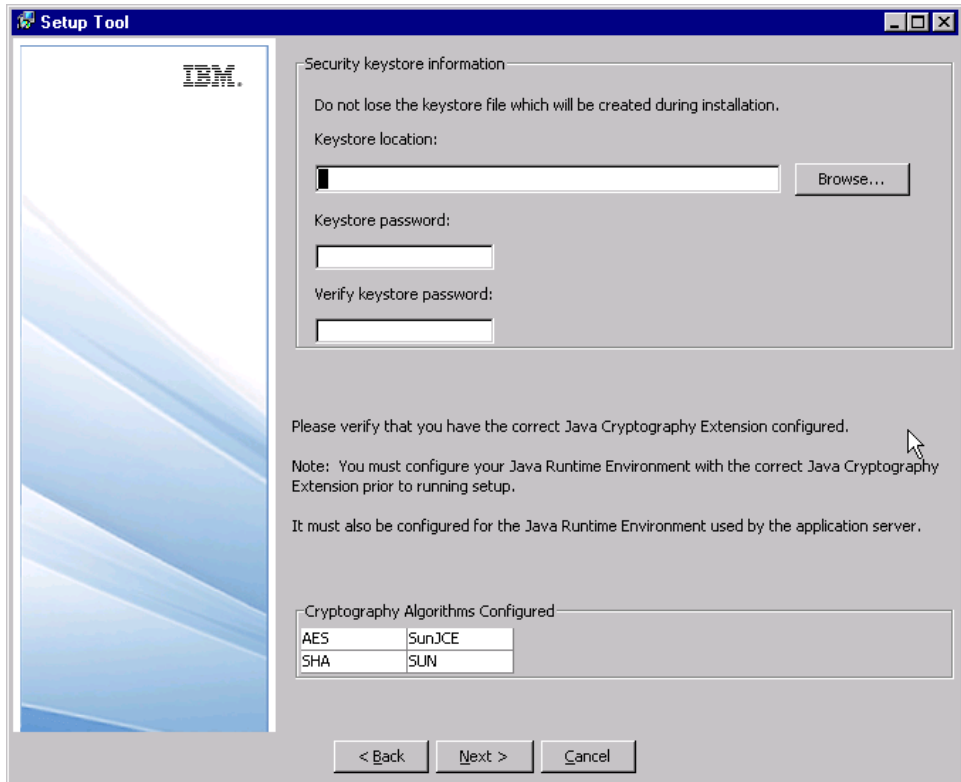 Setup Tool
IBM.
Security keystore information
Do not lose the keystore file which will be created during installation.
Keystore location:
Browse...
Keystore password:
Verify keystore password:
Please verify that you have the correct Java Cryptography Extension configured.
Note: You must configure your Java Runtime Environment with the correct Java Cryptography
Extension prior to running setup.
It must also be configured for the Java Runtime Environment used by the application server.
Cryptography Algorithms Configured
AES SunJCE
SHA SUN
< Back Next > Cancel